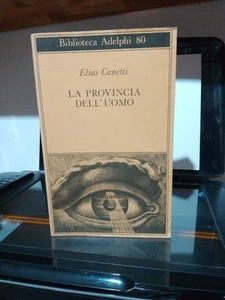 Biblioteca Adelphi 80
Elias Canetti
LA PROVINCIA
DELL'UOMO